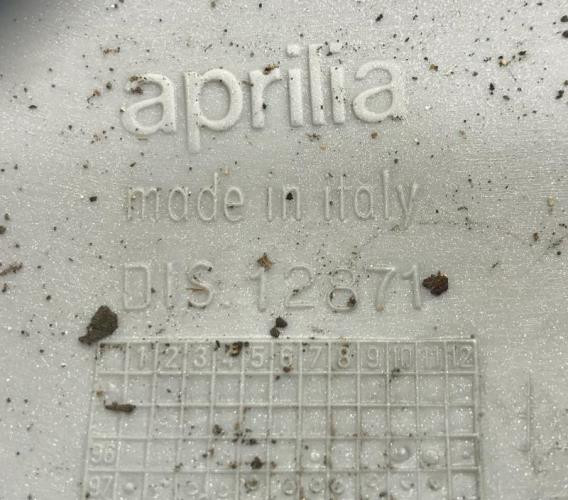 aprilia
made in italy
DIS. 12871
1 2 3 4 5 6 7 8 9 10 11 12
96
97